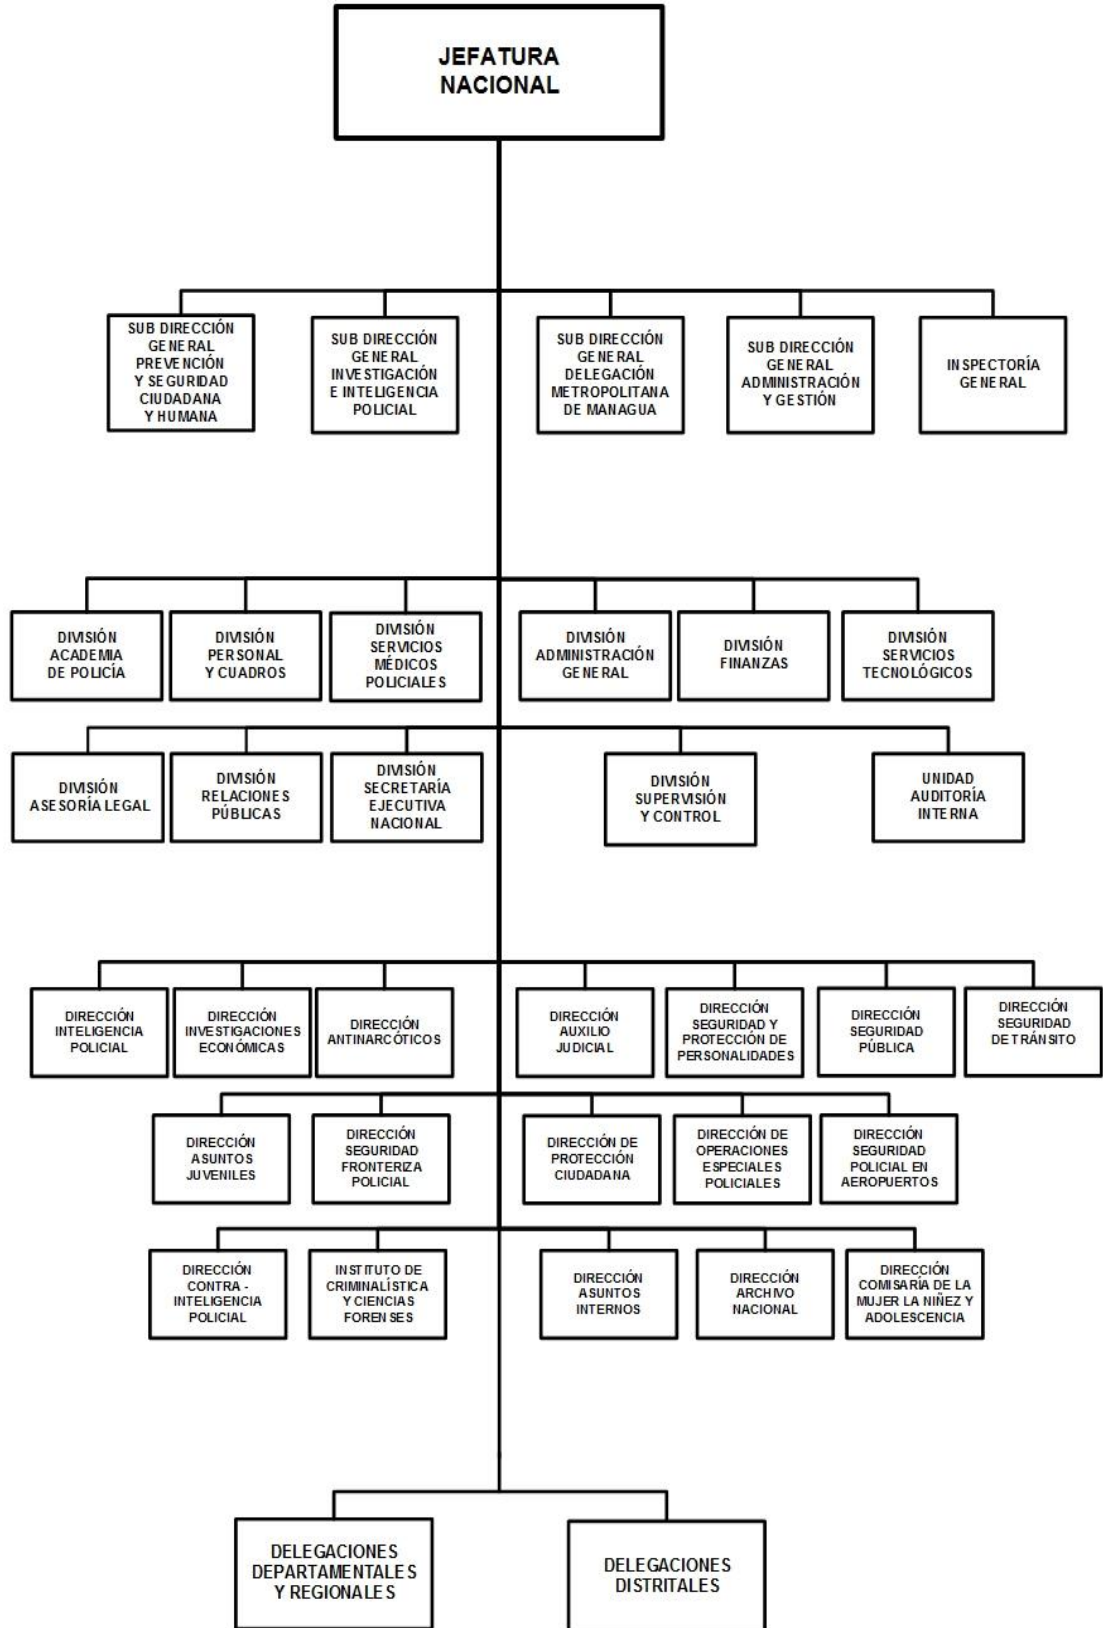 JEFATURA
NACIONAL
SUB DIRECCIÓN
GENERAL
PREVENCIÓN
Y SEGURIDAD
CIUDADANA
Y HUMANA
SUB DIRECCIÓN
GENERAL
INVESTIGACIÓN
E INTELIGENCIA
POLICIAL
SUB DIRECCIÓN
GENERAL
DELEGACIÓN
METROPOLITANA
DE MANAGUA
SUB DIRECCIÓN
GENERAL
ADMINISTRACIÓN
Y GESTIÓN
INSPECTORÍA
GENERAL
DIVISIÓN
ACADEMIA
DE POLICÍA
DIVISIÓN
PERSONAL
Y CUADROS
DIVISIÓN
SERVICIOS
MÉDICOS
POLICIALES
DIVISIÓN
ADMINISTRACIÓN
GENERAL
DIVISIÓN
FINANZAS
DIVISIÓN
SERVICIOS
TECNOLÓGICOS
DIVISIÓN
ASESORÍA LEGAL
DIVISIÓN
RELACIONES
PÚBLICAS
DIVISIÓN
SECRETARÍA
EJECUTIVA
NACIONAL
DIVISIÓN
SUPERVISIÓN
Y CONTROL
UNIDAD
AUDITORÍA
INTERNA
DIRECCIÓN
INTELIGENCIA
POLICIAL
DIRECCIÓN
INVESTIGACIONES
ECONÓMICAS
DIRECCIÓN
ANTINARCÓTICOS
DIRECCIÓN
AUXILIO
JUDICIAL
DIRECCIÓN
SEGURIDAD Y
PROTECCIÓN DE
PERSONALIDADES
DIRECCIÓN
SEGURIDAD
PÚBLICA
DIRECCIÓN
SEGURIDAD
DE TRÁNSITO
DIRECCIÓN
ASUNTOS
JUVENILES
DIRECCIÓN
SEGURIDAD
FRONTERIZA
POLICIAL
DIRECCIÓN DE
PROTECCIÓN
CIUDADANA
DIRECCIÓN DE
OPERACIONES
ESPECIALES
POLICIALES
DIRECCIÓN
SEGURIDAD
POLICIAL EN
AEROPUERTOS
DIRECCIÓN
CONTRA -
INTELIGENCIA
POLICIAL
INSTITUTO DE
CRIMINALÍSTICA
Y CIENCIAS
FORENSES
DIRECCIÓN
ASUNTOS
INTERNOS
DIRECCIÓN
ARCHIVO
NACIONAL
DIRECCIÓN
COMISARÍA DE LA
MUJER LA NIÑEZ Y
ADOLESCENCIA
DELEGACIONES
DEPARTAMENTALES
Y REGIONALES
DELEGACIONES
DISTRITALES